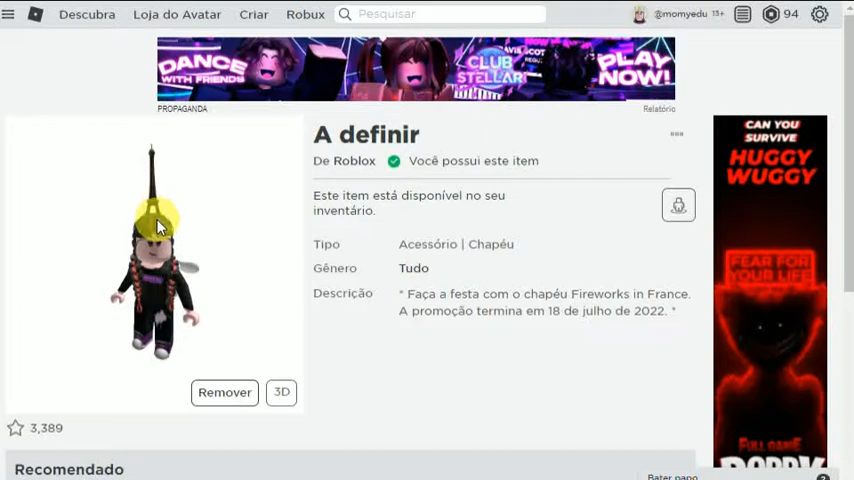 Descubra Loja do Avatar Criar Robux Pesquisar @momyedu 13+ 94
DANCE
WITH FRIENDS
CLUB
STELLAR
PLAY
NOW!
PROPAGANDA Relatório
A definir
De Roblox Você possui este item
Este item está disponível no seu
inventário.
Tipo Acessório | Chapéu
Gênero Tudo
Descrição * Faça a festa com o chapéu Fireworks in France.
A promoção termina em 18 de julho de 2022. *
Remover 3D
3,389
Recomendado
CAN YOU
SURVIVE
HUGGY
WUGGY
FEAR FOR
YOUR LIFE
FULL GAME
Bater papo